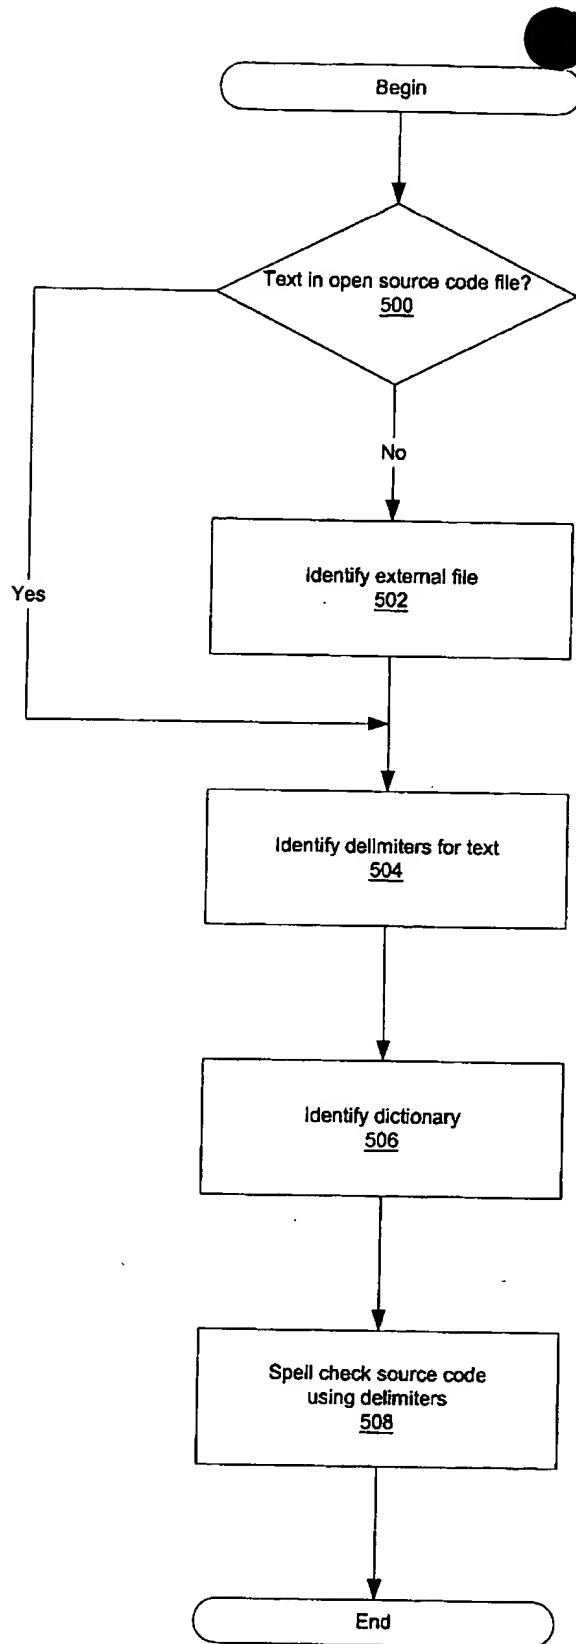 Begin
Text in open source code file?
500
No
Identify external file
502
Yes
Identify delimiters for text
504
Identify dictionary
506
Spell check source code
using delimiters
508
End